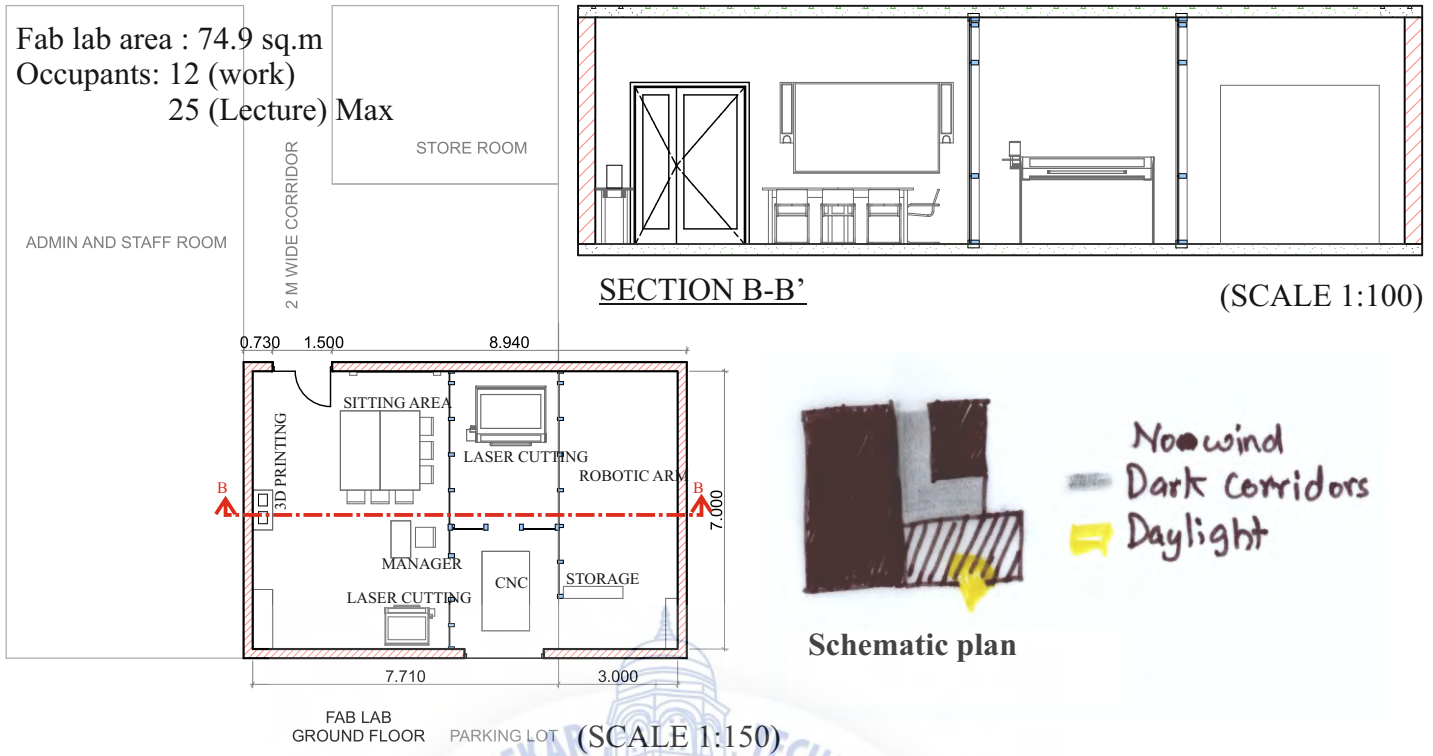 Fab lab area : 74.9 sq.m
Occupants: 12 (work)
25 (Lecture) Max
STORE ROOM
2 M WIDE CORRIDOR
ADMIN AND STAFF ROOM
SECTION B-B’
(SCALE 1:100)
0.730 1.500 8.940
SITTING AREA
3D PRINTING
LASER CUTTING
ROBOTIC ARM
B
B
7.000
MANAGER
CNC
STORAGE
LASER CUTTING
7.710 3.000
FAB LAB
GROUND FLOOR
PARKING LOT
(SCALE 1:150)
No wind
Dark Corridors
Daylight
Schematic plan